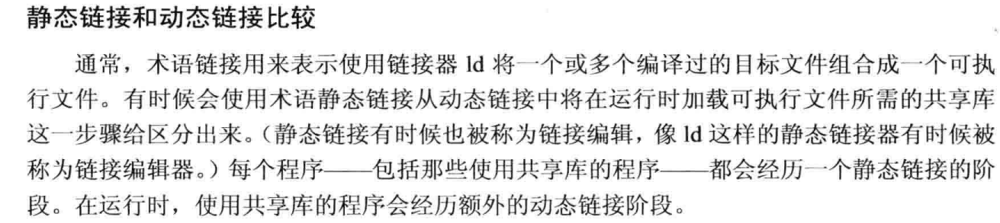 静态链接和动态链接比较
通常，术语链接用来表示使用链接器 ld 将一个或多个编译过的目标文件组合成一个可执
行文件。有时候会使用术语静态链接从动态链接中将在运行时加载可执行文件所需的共享库
这一步骤给区分出来。（静态链接有时候也被称为链接编辑，像 ld 这样的静态链接器有时候被
称为链接编辑器。）每个程序——包括那些使用共享库的程序——都会经历一个静态链接的阶
段。在运行时，使用共享库的程序会经历额外的动态链接阶段。